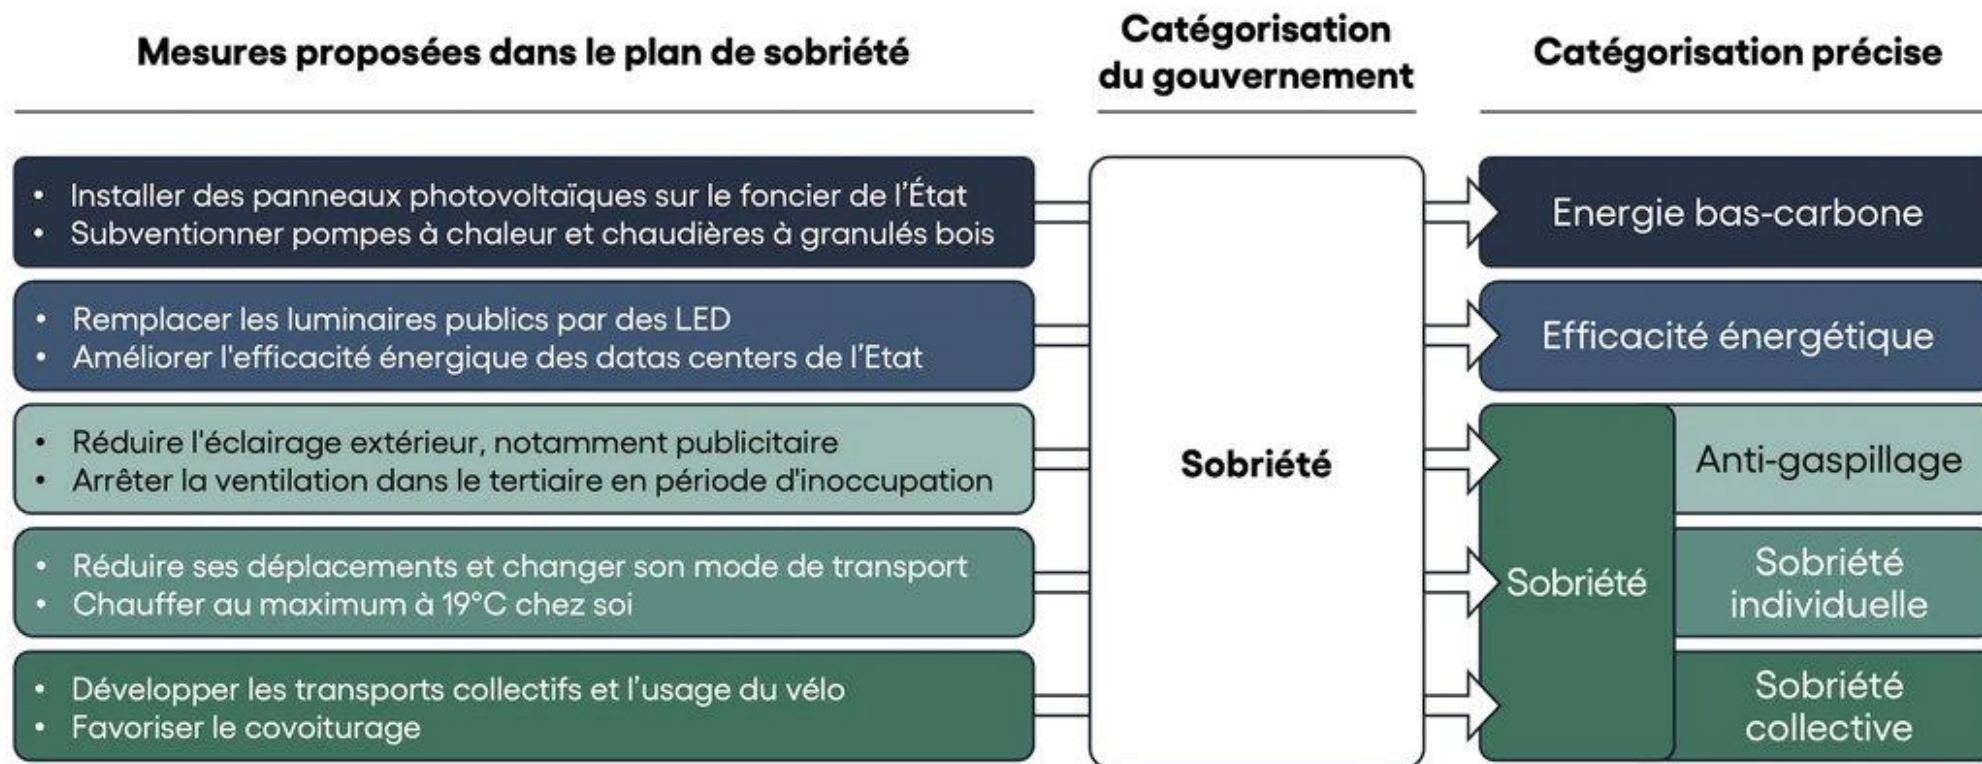 Mesures proposées dans le plan de sobriété
Catégorisation
du gouvernement
Catégorisation précise
• Installer des panneaux photovoltaïques sur le foncier de l'État
• Subventionner pompes à chaleur et chaudières à granulés bois
Energie bas-carbone
• Remplacer les luminaires publics par des LED
• Améliorer l'efficacité énergique des datas centers de l'Etat
Efficacité énergétique
• Réduire l'éclairage extérieur, notamment publicitaire
• Arrêter la ventilation dans le tertiaire en période d'inoccupation
Anti-gaspillage
Sobriété
• Réduire ses déplacements et changer son mode de transport
• Chauffer au maximum à 19°C chez soi
Sobriété
Sobriété
individuelle
• Développer les transports collectifs et l'usage du vélo
• Favoriser le covoiturage
Sobriété
collective